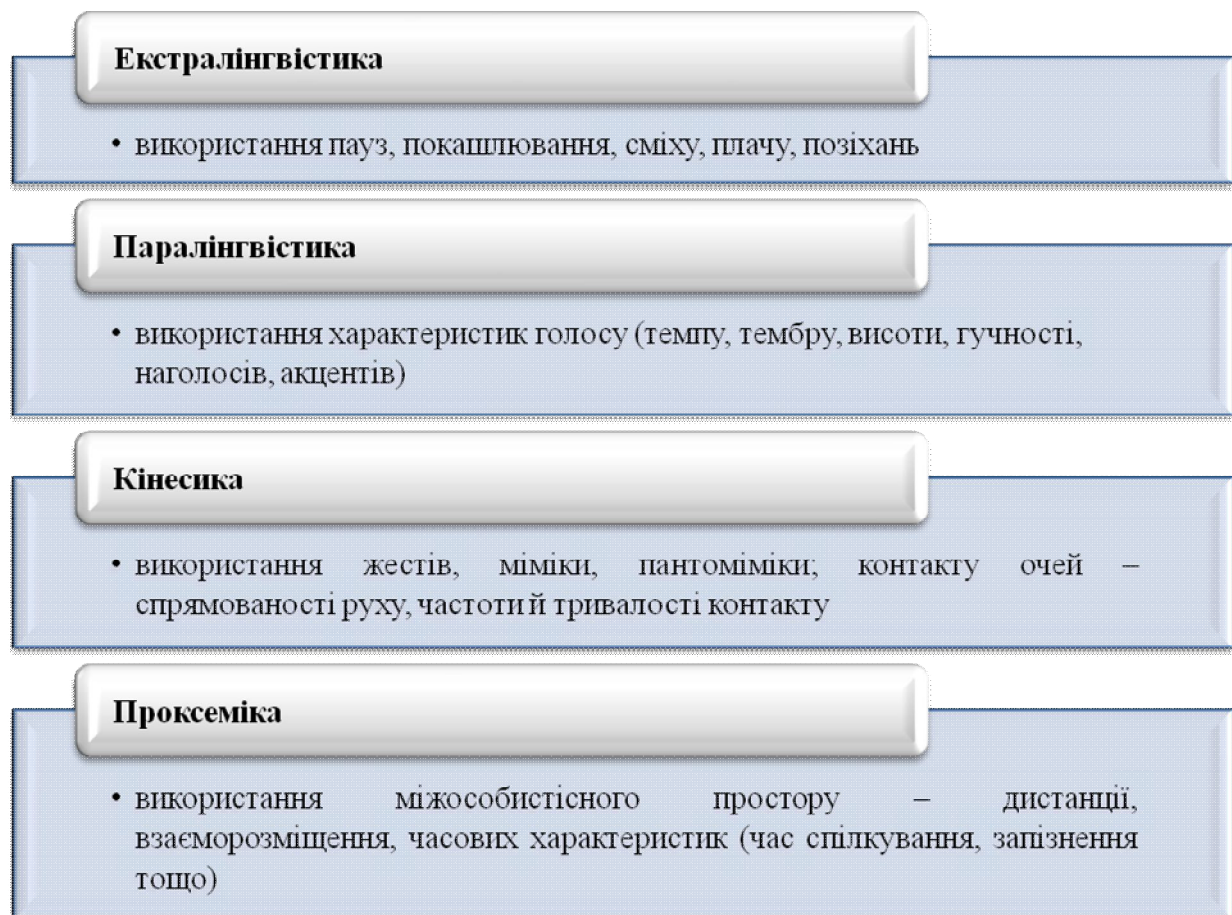 Екстралінгвістика
• використання пауз, покашлювання, сміху, плачу, позіхань
Паралінгвістика
• використання характеристик голосу (темпу, тембру, висоти, гучності,
наголосів, акцентів)
Кінесика
• використання жестів, міміки, пантоміміки; контакту очей –
спрямованості руху, частоти й тривалості контакту
Проксеміка
• використання міжособистісного простору – дистанції,
взаєморозміщення, часових характеристик (час спілкування, запізнення
тощо)